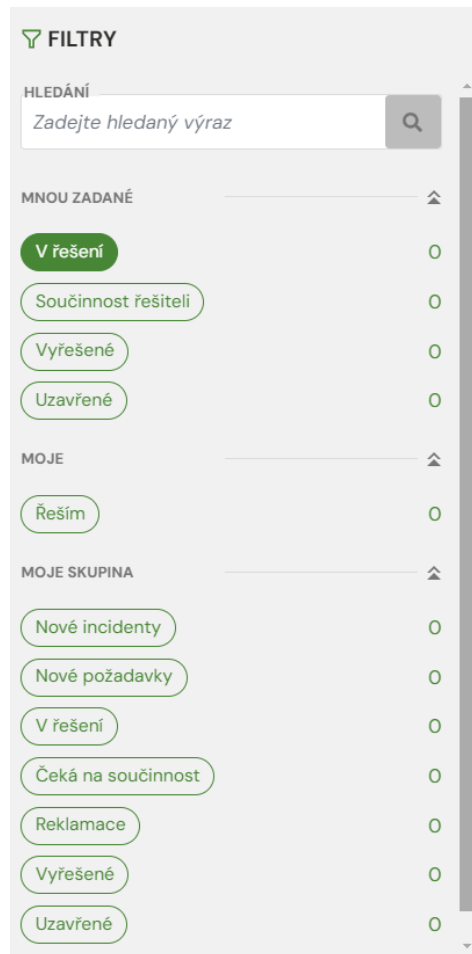 FILTRY
HLEDÁNÍ
Zadejte hledaný výraz
MNOU ZADANÉ
V řešení 0
Součinnost řešiteli 0
Vyřešené 0
Uzavřené 0
MOJE
Řeším 0
MOJE SKUPINA
Nové incidenty 0
Nové požadavky 0
V řešení 0
Čeká na součinnost 0
Reklamace 0
Vyřešené 0
Uzavřené 0